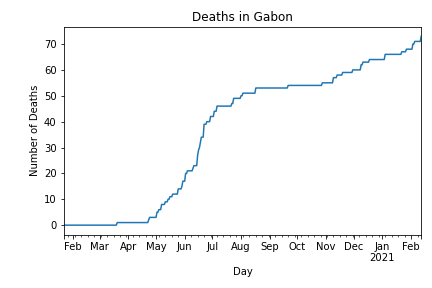 Deaths in Gabon
70
60
50
40
30
20
10
0
Number of Deaths
Feb Mar Apr May Jun Jul Aug Sep Oct Nov Dec Jan Feb
2021
Day